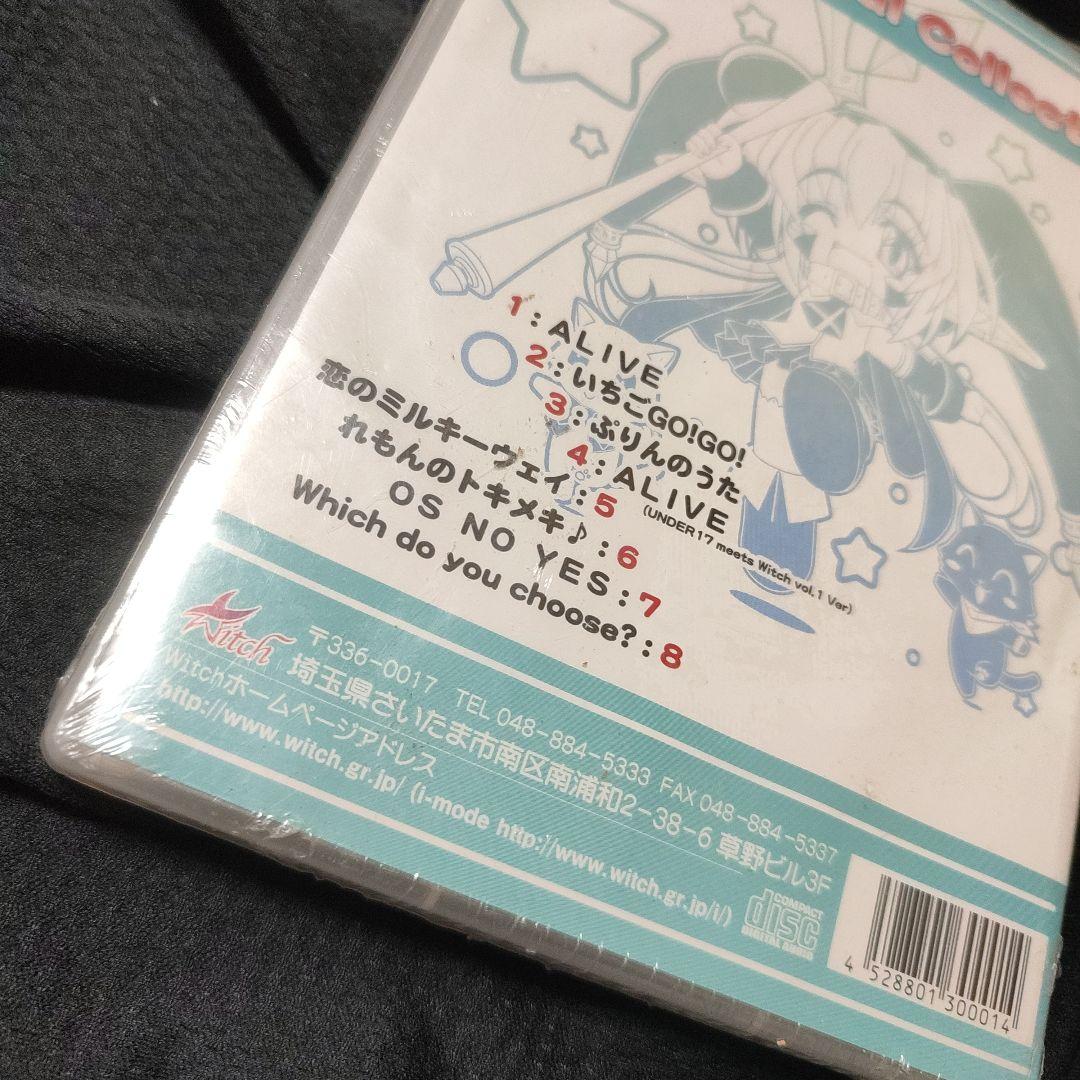 al Collect
1:ALIVE
2:いちごGO!GO!
3:ぷりんのうた
4:ALIVE
(UNDER17 meets Witch vol.1 Ver)
恋のミルキーウェイ:5
れもんのトキメキ♪:6
OS NO YES:7
Which do you choose?:8
Witch
〒336-0017 TEL 048-884-5333 FAX 048-884-5337
埼玉県さいたま市南区南浦和2-38-6 草野ビル3F
Witchホームページアドレス
http://www.witch.gr.jp/ (i-mode http://www.witch.gr.jp/i/)
COMPACT
disc
DIGITAL AUDIO
4 528801 300014